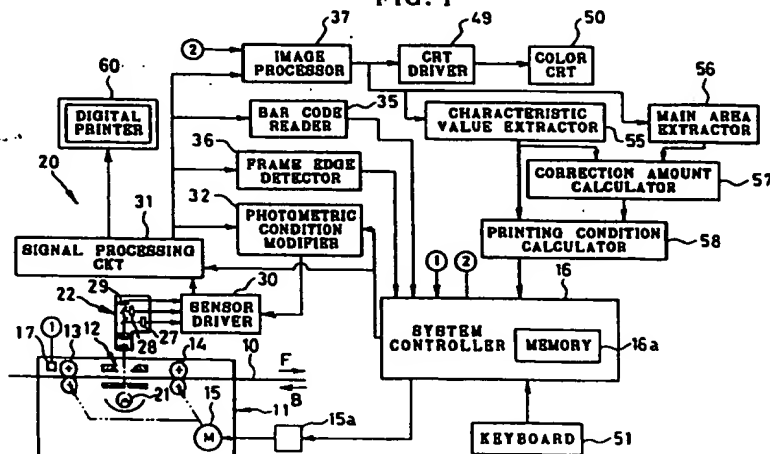 FIG. 1
37
49
50
2
IMAGE
PROCESSOR
CRT
DRIVER
COLOR
CRT
60
DIGITAL
PRINTER
35
56
BAR CODE
READER
CHARACTERISTIC
VALUE EXTRACTOR
55
MAIN AREA
EXTRACTOR
36
20
FRAME EDGE
DETECTOR
CORRECTION AMOUNT
CALCULATOR
57
31
32
SIGNAL PROCESSING
CKT
PHOTOMETRIC
CONDITION
MODIFIER
PRINTING CONDITION
CALCULATOR
58
29
22
30
1
2
16
SENSOR
DRIVER
27
28
SYSTEM
CONTROLLER
MEMORY
16a
1
17
13
12
14
10
F
B
21
11
15
M
15a
KEYBOARD
51